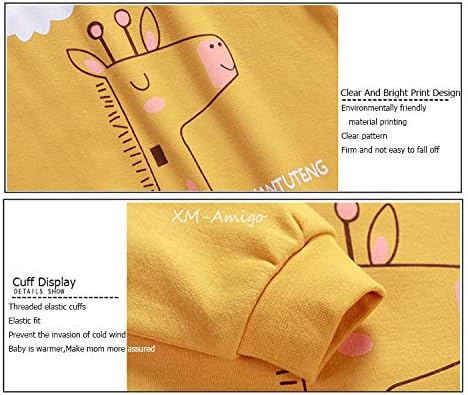 Clear And Bright Print Design
Environmentally friendly
material printing
Clear pattern
Firm and not easy to fall off
ANTUTENG
XM-Amigo
Cuff Display
DETAILS SHOW
Threaded elastic cuffs
Elastic fit
Prevent the invasion of cold wind
Baby is warmer,Make mom more assured